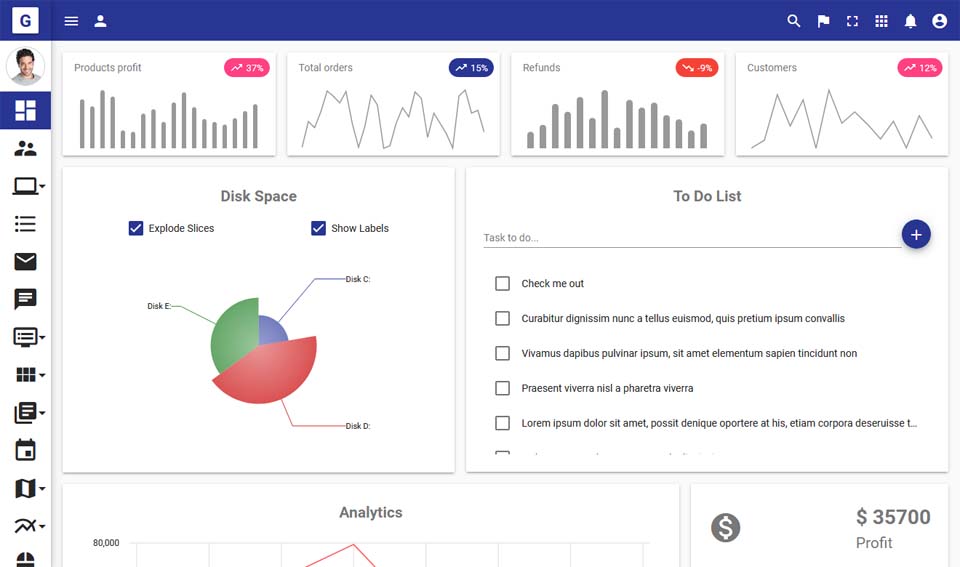 G
Products profit
37%
Total orders
15%
Refunds
-9%
Customers
12%
Disk Space
Explode Slices
Show Labels
Disk C:
Disk E:
Disk D:
To Do List
Task to do...
Check me out
Curabitur dignissim nunc a tellus euismod, quis pretium ipsum convallis
Vivamus dapibus pulvinar ipsum, sit amet elementum sapien tincidunt non
Praesent viverra nisl a pharetra viverra
Lorem ipsum dolor sit amet, possit denique oportere at his, etiam corpora deseruisse t...
Analytics
80,000
$ 35700
Profit